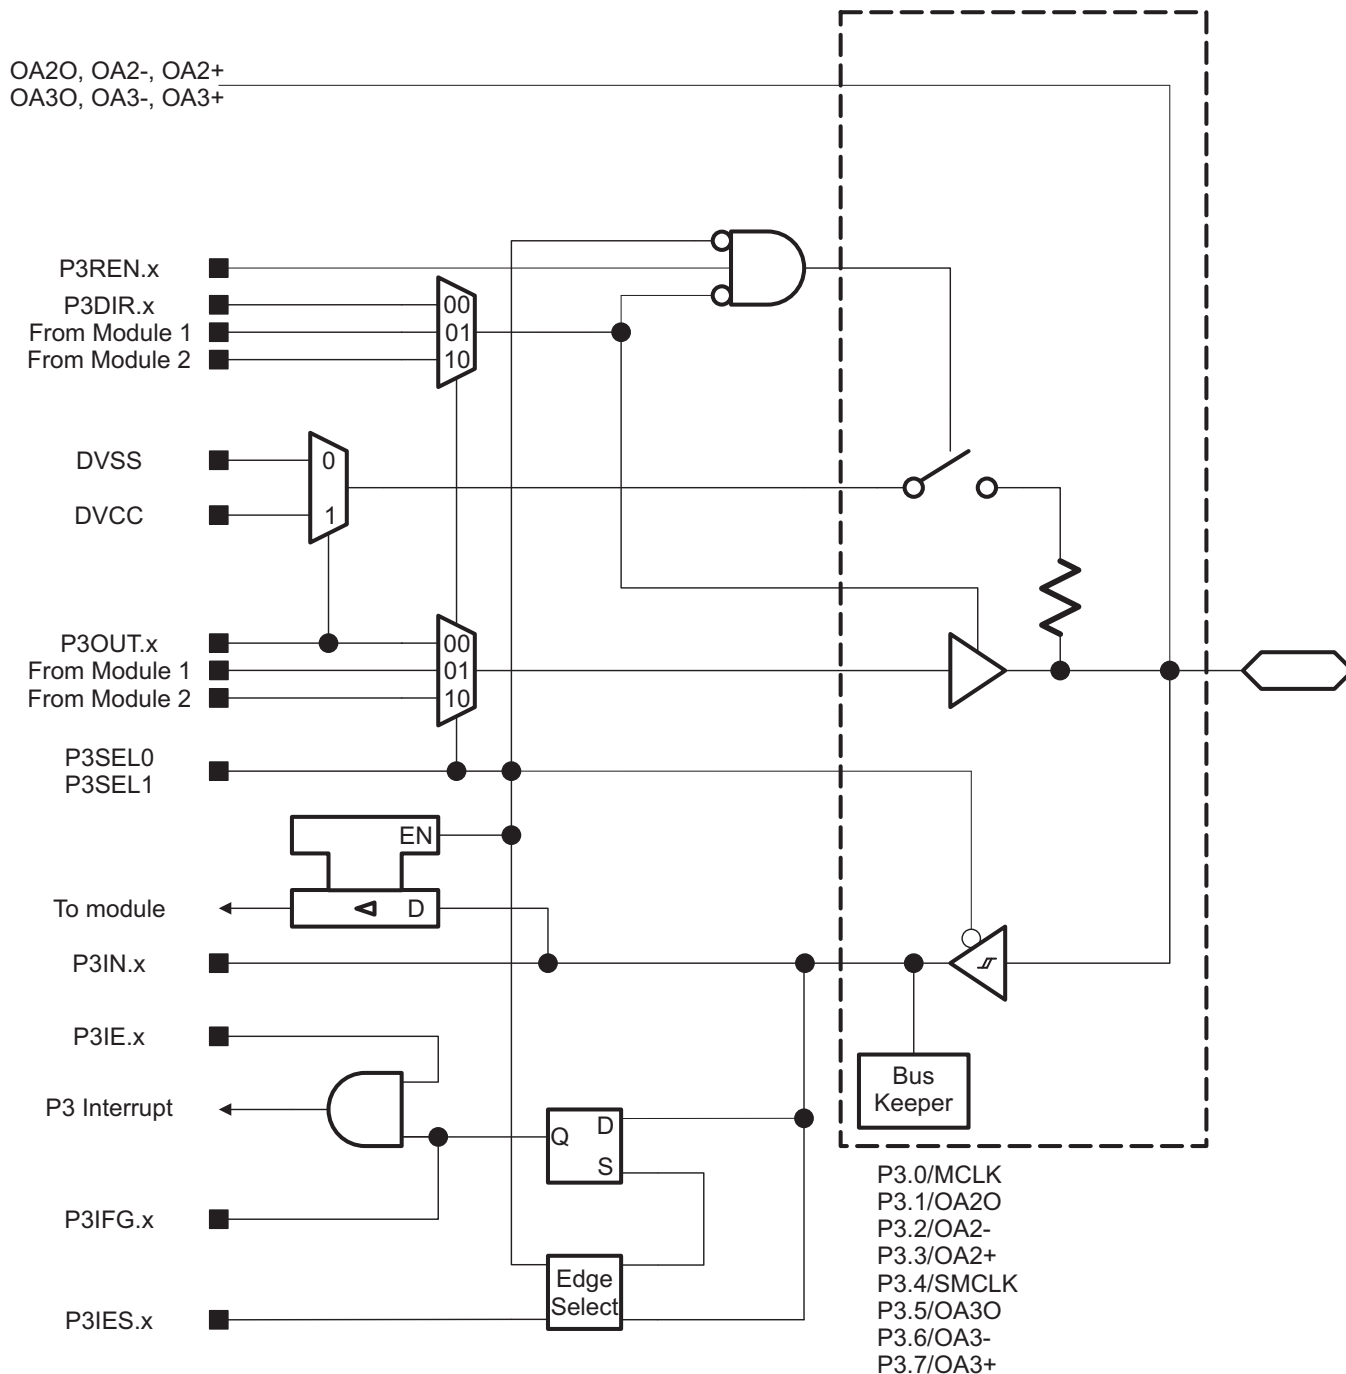 OA2O, OA2-, OA2+
OA3O, OA3-, OA3+
P3REN.x
P3DIR.x
From Module 1
From Module 2
00
01
10
DVSS
DVCC
0
1
P3OUT.x
From Module 1
From Module 2
00
01
10
P3SEL0
P3SEL1
EN
D
To module
P3IN.x
P3IE.x
P3 Interrupt
Q
D
S
Bus
Keeper
P3IFG.x
Edge
Select
P3IES.x
P3.0/MCLK
P3.1/OA2O
P3.2/OA2-
P3.3/OA2+
P3.4/SMCLK
P3.5/OA3O
P3.6/OA3-
P3.7/OA3+